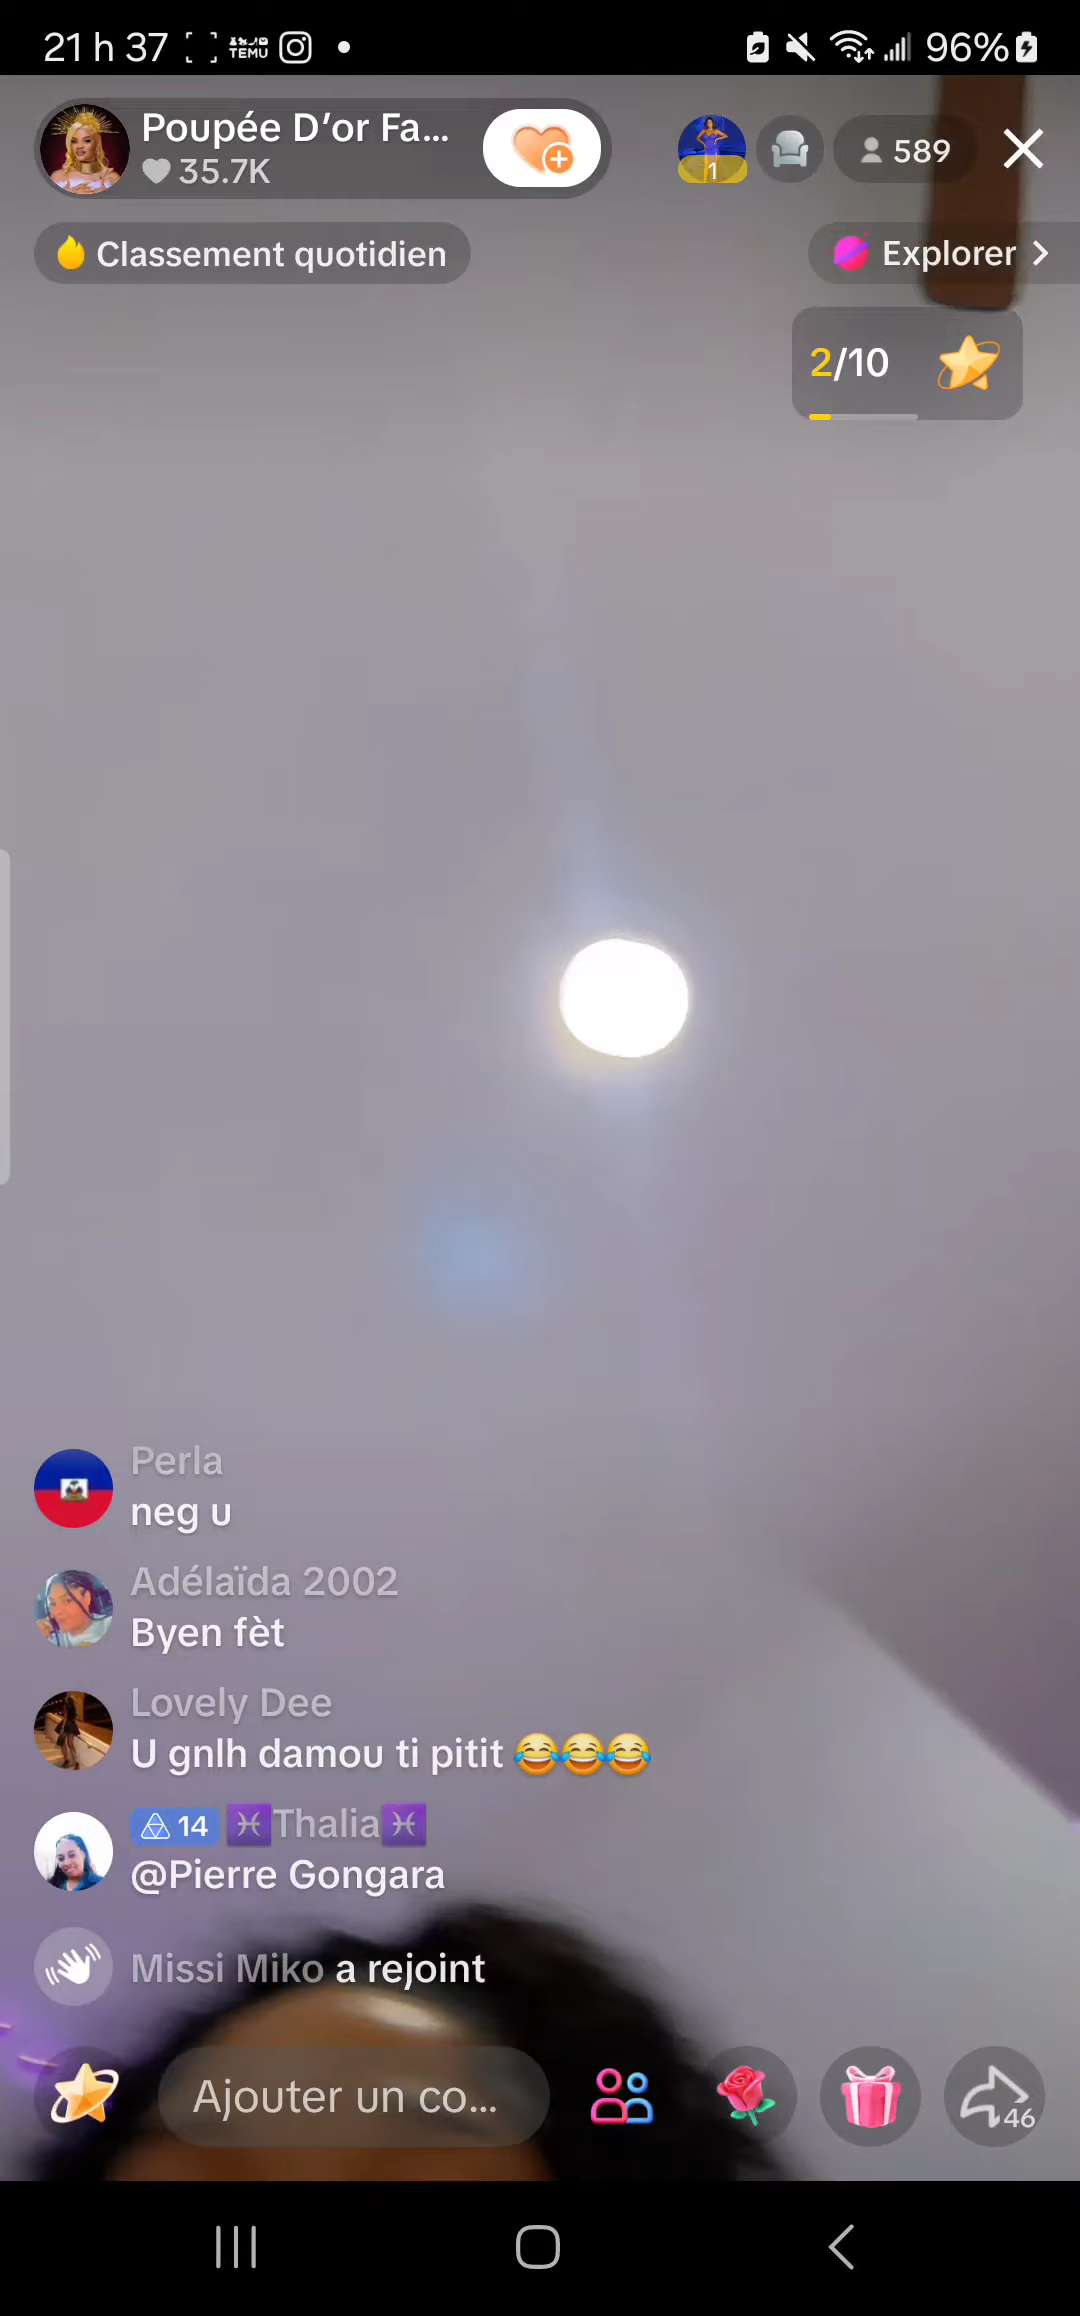 21 h 37
TEMU
96%
Poupée D'or Fa...
35.7K
1
589
Classement quotidien
Explorer
2/10
Perla
neg u
Adélaïda 2002
Byen fèt
Lovely Dee
U gnlh damou ti pitit 😂😂😂
14 ♓Thalia♓
@Pierre Gongara
Missi Miko a rejoint
Ajouter un co...
46